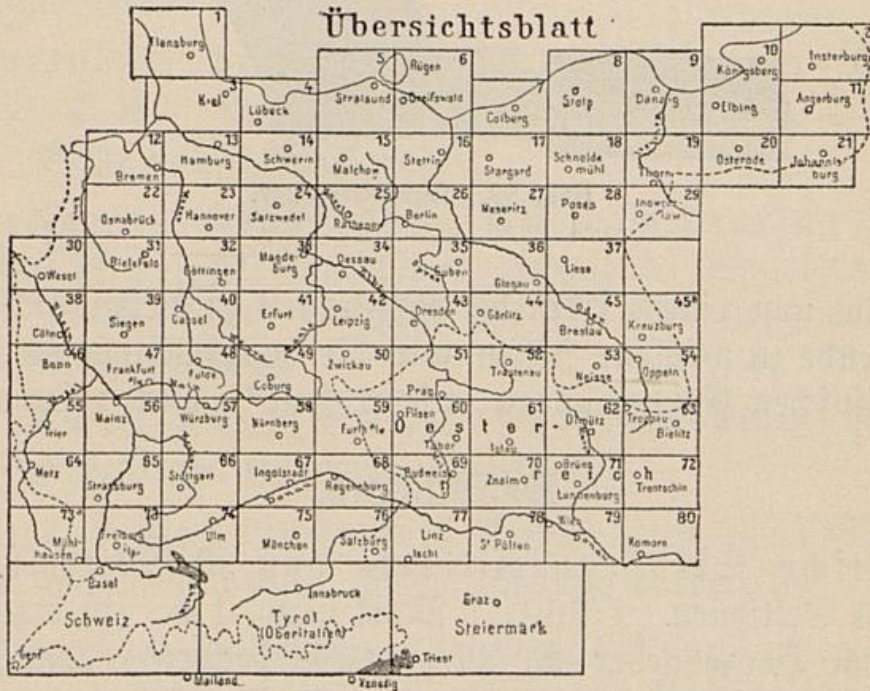 Übersichtsblatt
1
Flensburg
2
3 Kiel
4 Lübeck
5 Stralsund
6 Rügen
Greifswald
7 Colberg
8 Stolp
9 Danzig
10 Königsberg
Elbing
Insterburg
11 Angerburg
12 Bremen
13 Hamburg
14 Schwerin
15 Malchow
16 Stettin
17 Stargard
18 Schneidemühl
19 Thorn
20 Osterode
21 Johannisburg
22 Osnabrück
23 Hannover
24 Salzwedel
25 Rathenow
26 Berlin
27 Meseritz
28 Posen
29
30 Wesel
31 Bielefeld
32 Göttingen
33 Magdeburg
34 Dessau
35 Guben
36 Glogau
37 Lissa
38 Cöln
39 Siegen
40 Cassel
41 Erfurt
42 Leipzig
43 Dresden
44 Görlitz
45 Breslau
Oder
45a Kreuzburg
46 Bonn
47 Frankfurt a/M
48 Fulda
49 Coburg
50 Zwickau
51 Prag
52 Trautenau
53 Neisse
54 Oppeln
55 Trier
56 Mainz
57 Würzburg
58 Nürnberg
59 Furth a/W
60 Pilsen
Tabor
61 Iglau
62 Olmütz
63 Troppau
Bielitz
Oester-
64 Metz
65 Strassburg
66 Stuttgart
67 Ingolstadt
68 Regensburg
69 Budweis
70 Znaim
71 Brünn
Lundenburg
72 Trentschin
reich
73a Mühlhausen
73 Freiburg i/Br
74 Ulm
75 München
76 Salzburg
77 Linz
Ischl
78 St Pölten
79 Wien
80 Komorn
Basel
Schweiz
Genf
Innsbruck
Tyrol
(Oberitalien)
Graz
Steiermark
Triest
Mailand
Venedig